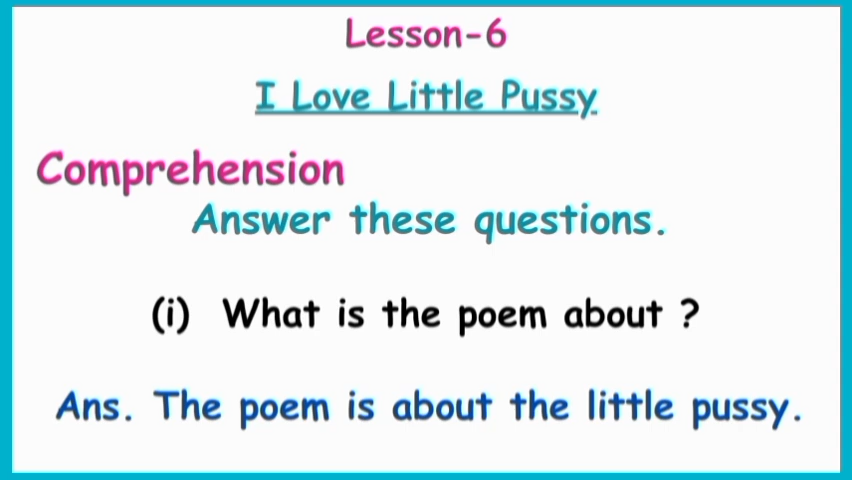 Lesson-6
I Love Little Pussy
Comprehension
Answer these questions.
(i) What is the poem about ?
Ans. The poem is about the little pussy.